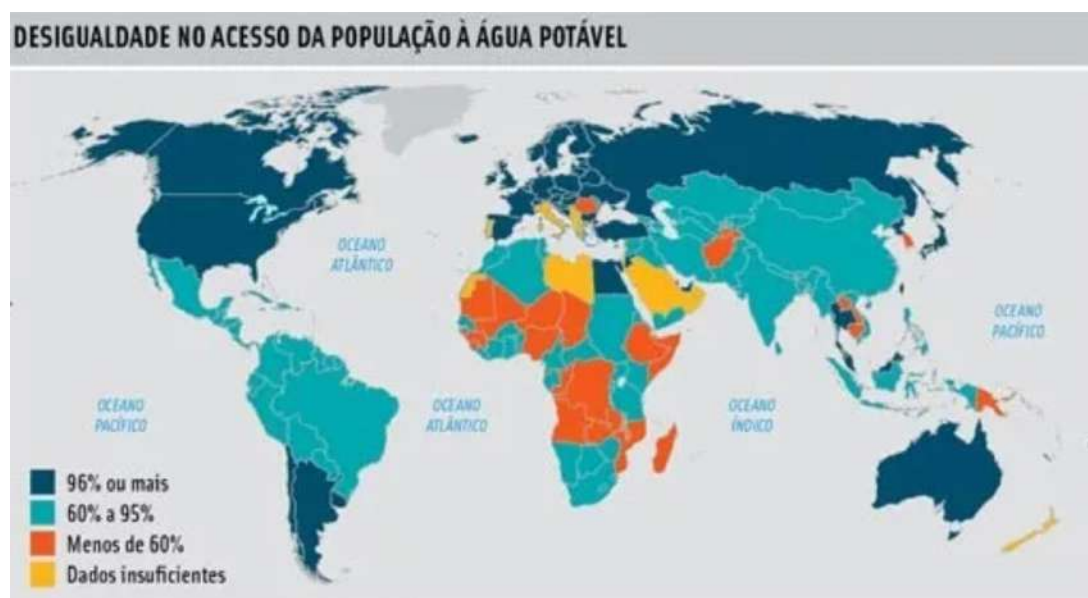 DESIGUALDADE NO ACESSO DA POPULAÇÃO À ÁGUA POTÁVEL
OCEANO
ATLÂNTICO
OCEANO
PACÍFICO
OCEANO
PACÍFICO
OCEANO
ATLÂNTICO
OCEANO
ÍNDICO
96% ou mais
60% a 95%
Menos de 60%
Dados insuficientes